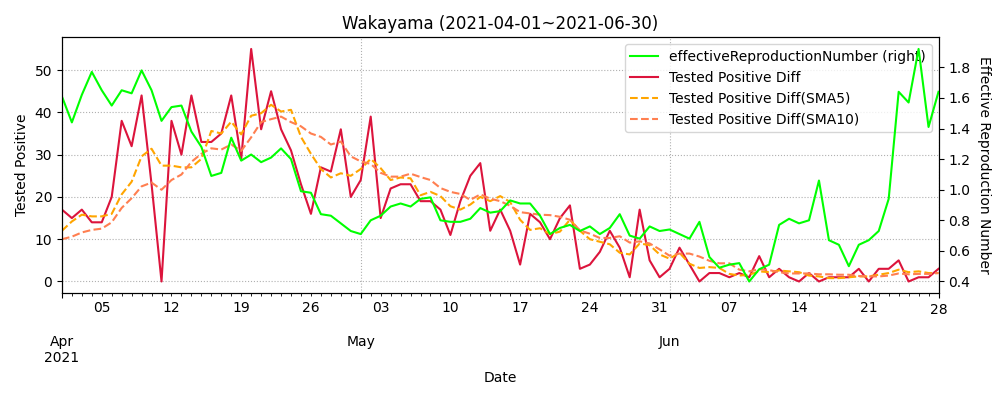 Wakayama (2021-04-01~2021-06-30)
effectiveReproductionNumber (right)
Tested Positive Diff
Tested Positive Diff(SMA5)
Tested Positive Diff(SMA10)
Tested Positive
50
40
30
20
10
0
Effective Reproduction Number
1.8
1.6
1.4
1.2
1.0
0.8
0.6
0.4
05 12 19 26 03 10 17 24 31 07 14 21 28
Apr May Jun
2021
Date